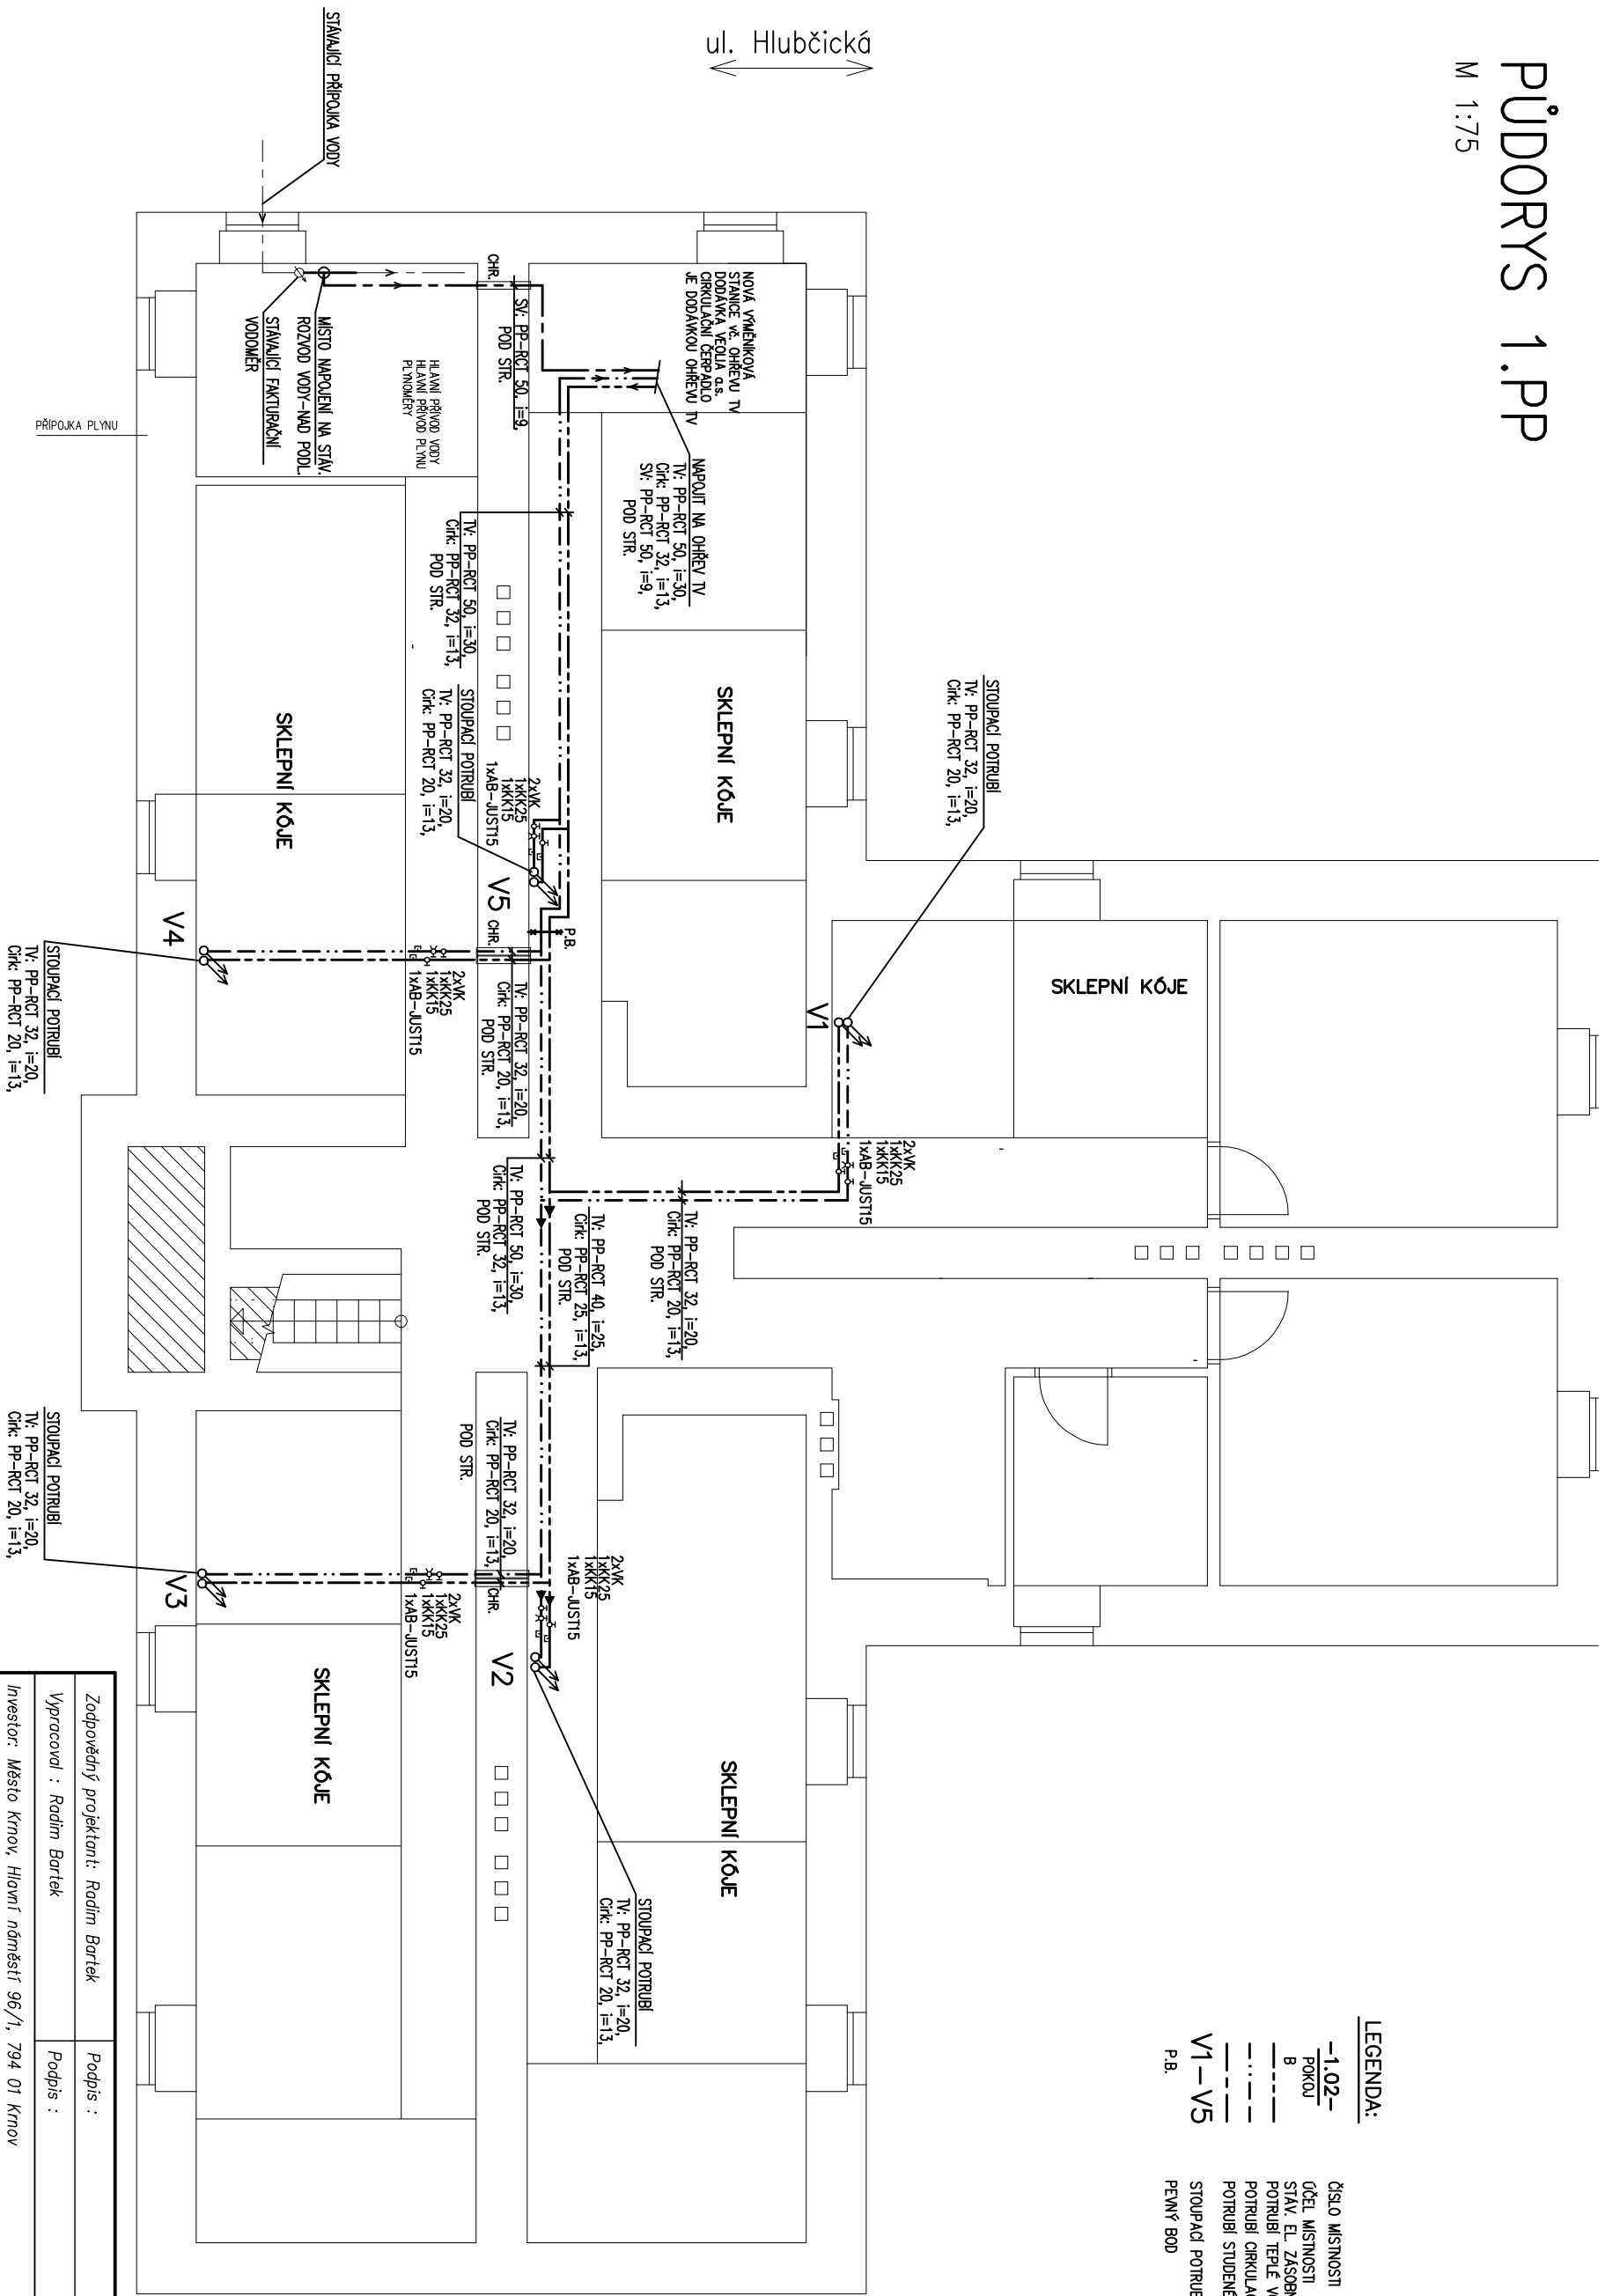 PŮDORYS 1.PP
M 1:75
ul. Hlubčická
STÁVAJÍCÍ PŘÍPOJKA VODY
PŘÍPOJKA PLYNU
NOVÁ VÝMĚNIKOVÁ
STANICE vč. OHŘEVU TV
DODÁVKA VEOLIA a.s.
CIRKULAČNÍ ČERPADLO
JE DODÁVKOU OHŘEVU TV
CHR.
SV: PP-RCT 50, i=9,
POD STR.
HLAVNÍ PŘÍVOD VODY
HLAVNÍ PŘÍVOD PLYNU
PLYNOMĚRY
MÍSTO NAPOJENÍ NA STÁV.
ROZVOD VODY-NAD PODL.
STÁVAJÍCÍ FAKTURAČNÍ
VODOMĚR
NAPOJIT NA OHŘEV TV
TV: PP-RCT 50, i=30,
Cirk: PP-RCT 32, i=13,
SV: PP-RCT 50, i=9,
POD STR.
TV: PP-RCT 50, i=30,
Cirk: PP-RCT 32, i=13,
POD STR.
STOUPACÍ POTRUBÍ
TV: PP-RCT 32, i=20,
Cirk: PP-RCT 20, i=13,
SKLEPNÍ KÓJE
STOUPACÍ POTRUBÍ
TV: PP-RCT 32, i=20,
Cirk: PP-RCT 20, i=13,
SKLEPNÍ KÓJE
2xVK
1xKK25
1xKK15
1xAB-JUST15
V5
CHR.
P.B.
V4
2xVK
1xKK25
1xKK15
1xAB-JUST15
TV: PP-RCT 32, i=20,
Cirk: PP-RCT 20, i=13,
POD STR.
STOUPACÍ POTRUBÍ
TV: PP-RCT 32, i=20,
Cirk: PP-RCT 20, i=13,
SKLEPNÍ KÓJE
V1
2xVK
1xKK25
1xKK15
1xAB-JUST15
TV: PP-RCT 32, i=20,
Cirk: PP-RCT 20, i=13,
POD STR.
TV: PP-RCT 40, i=25,
Cirk: PP-RCT 25, i=13,
POD STR.
TV: PP-RCT 50, i=30,
Cirk: PP-RCT 32, i=13,
POD STR.
TV: PP-RCT 32, i=20,
Cirk: PP-RCT 20, i=13,
POD STR.
STOUPACÍ POTRUBÍ
TV: PP-RCT 32, i=20,
Cirk: PP-RCT 20, i=13,
2xVK
1xKK25
1xKK15
1xAB-JUST15
CHR.
V3
2xVK
1xKK25
1xKK15
1xAB-JUST15
V2
SKLEPNÍ KÓJE
SKLEPNÍ KÓJE
STOUPACÍ POTRUBÍ
TV: PP-RCT 32, i=20,
Cirk: PP-RCT 20, i=13,
LEGENDA:
-1.02- ČÍSLO MÍSTNOSTI
POKOJ ÚČEL MÍSTNOSTI
B STÁV. EL.
POTRUBÍ TEPLÉ
POTRUBÍ
POTRUBÍ
V1-V5 STOUPACÍ
P.B. PEVNÝ BOD
Zodpovědný projektant: Radim Bartek Podpis :
Vypracoval : Radim Bartek Podpis :
Investor: Město Krnov, Hlavní náměstí 96/1, 794 01 Krnov